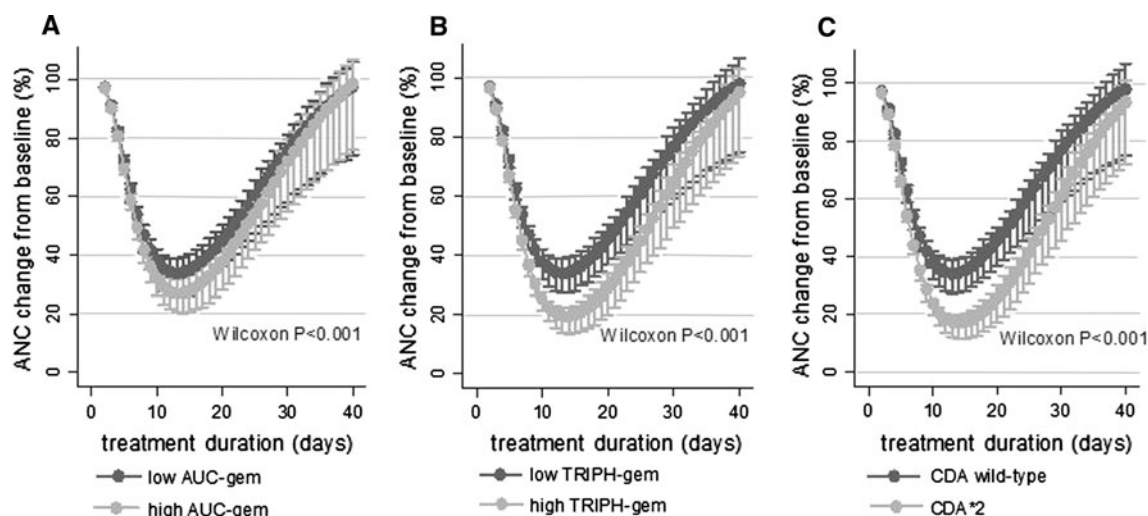 A
ANC change from baseline (%)
100
80
60
40
20
0
Wilcoxon P<0.001
0 10 20 30 40
treatment duration (days)
low AUC-gem
high AUC-gem
B
ANC change from baseline (%)
100
80
60
40
20
0
Wilcoxon P<0.001
0 10 20 30 40
treatment duration (days)
low TRIPH-gem
high TRIPH-gem
C
ANC change from baseline (%)
100
80
60
40
20
0
Wilcoxon P<0.001
0 10 20 30 40
treatment duration (days)
CDA wild-type
CDA*2